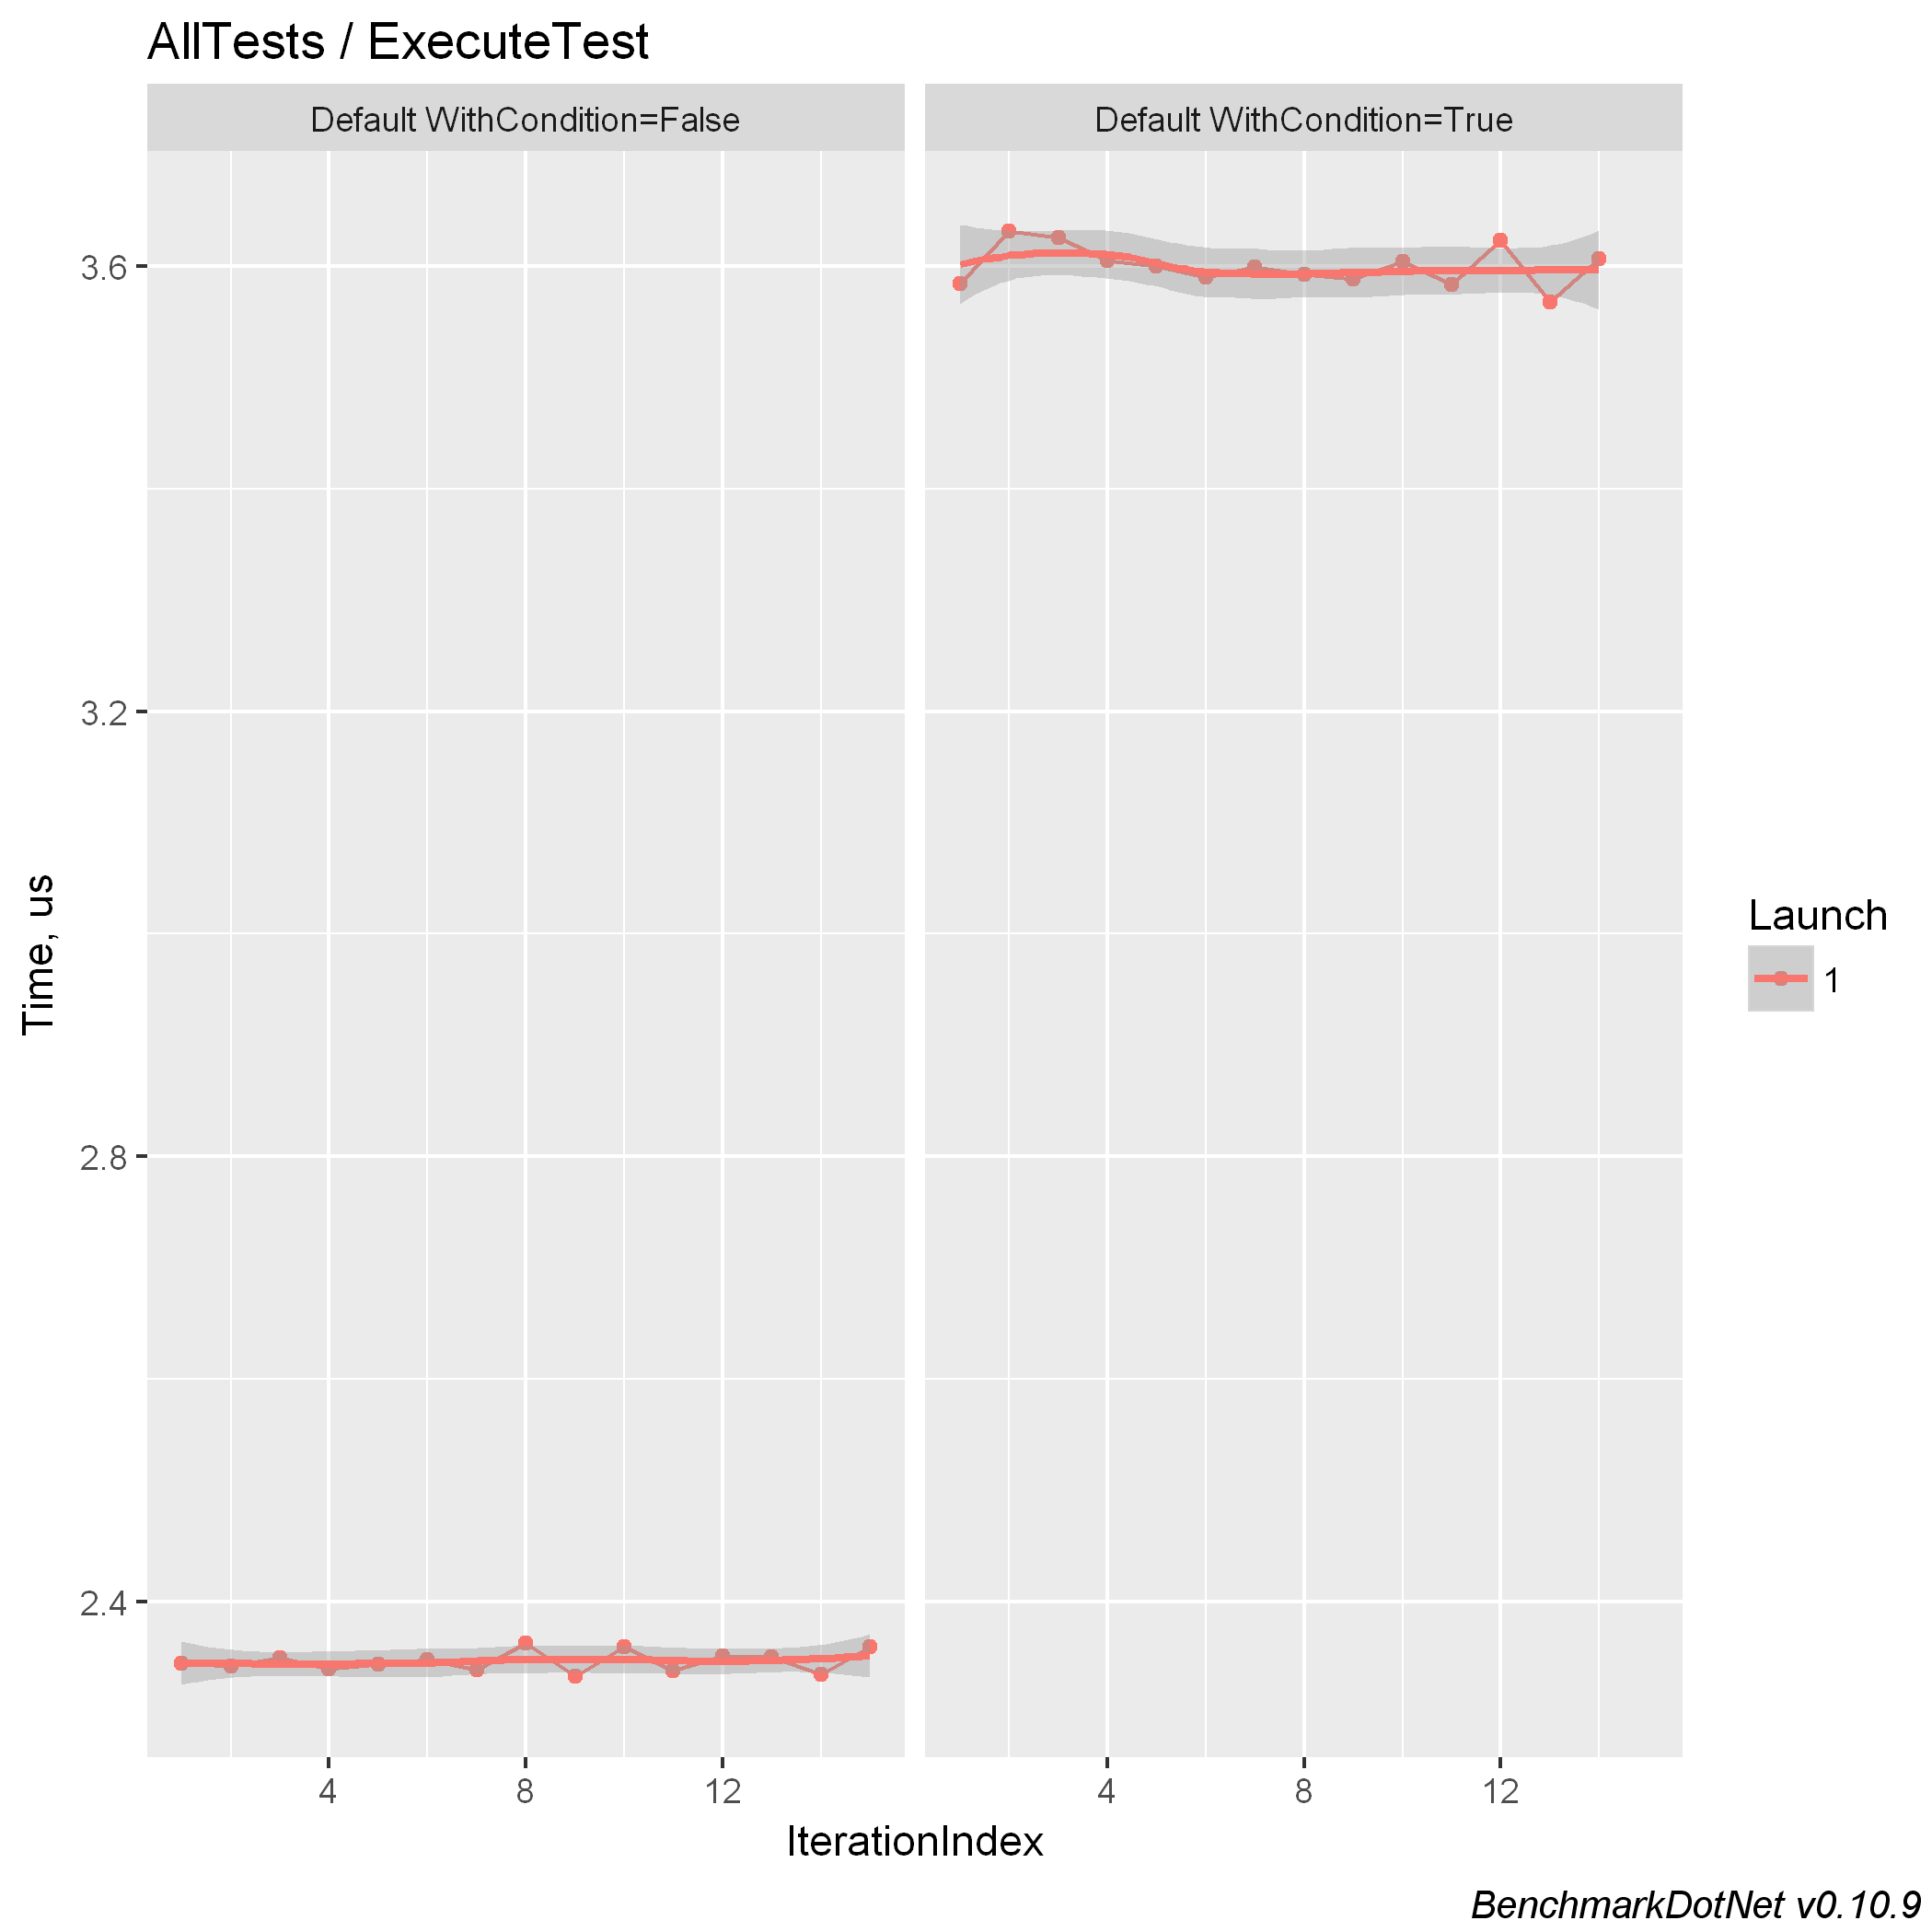 AllTests / ExecuteTest
Default WithCondition=False
Default WithCondition=True
3.6
3.2
2.8
2.4
Time, us
4
8
12
4
8
12
IterationIndex
Launch
1
BenchmarkDotNet v0.10.9